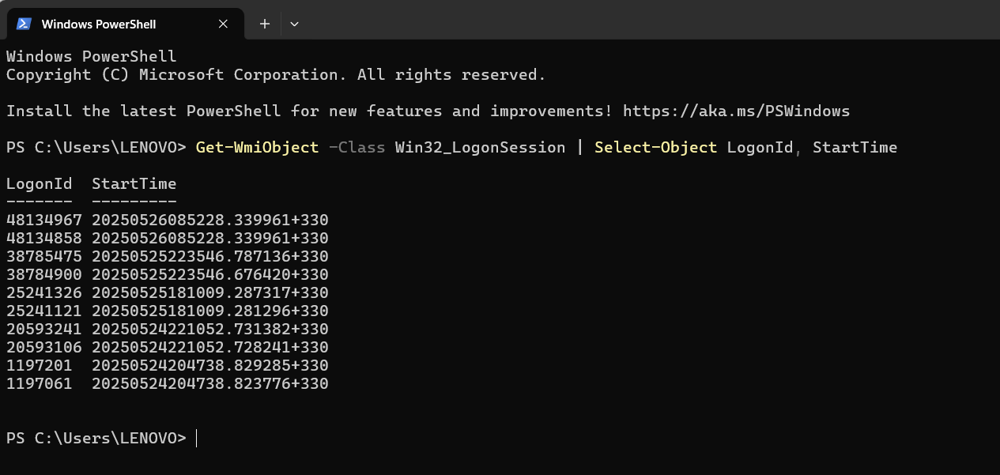 Windows PowerShell
Windows PowerShell
Copyright (C) Microsoft Corporation. All rights reserved.
Install the latest PowerShell for new features and improvements! https://aka.ms/PSWindows
PS C:\Users\LENOVO> Get-WmiObject -Class Win32_LogonSession | Select-Object LogonId, StartTime
LogonId  StartTime
-------  ---------
48134967 20250526085228.339961+330
48134858 20250526085228.339961+330
38785475 20250525223546.787136+330
38784900 20250525223546.676420+330
25241326 20250525181009.287317+330
25241121 20250525181009.281296+330
20593241 20250524221052.731382+330
20593106 20250524221052.728241+330
1197201  20250524204738.829285+330
1197061  20250524204738.823776+330
PS C:\Users\LENOVO>